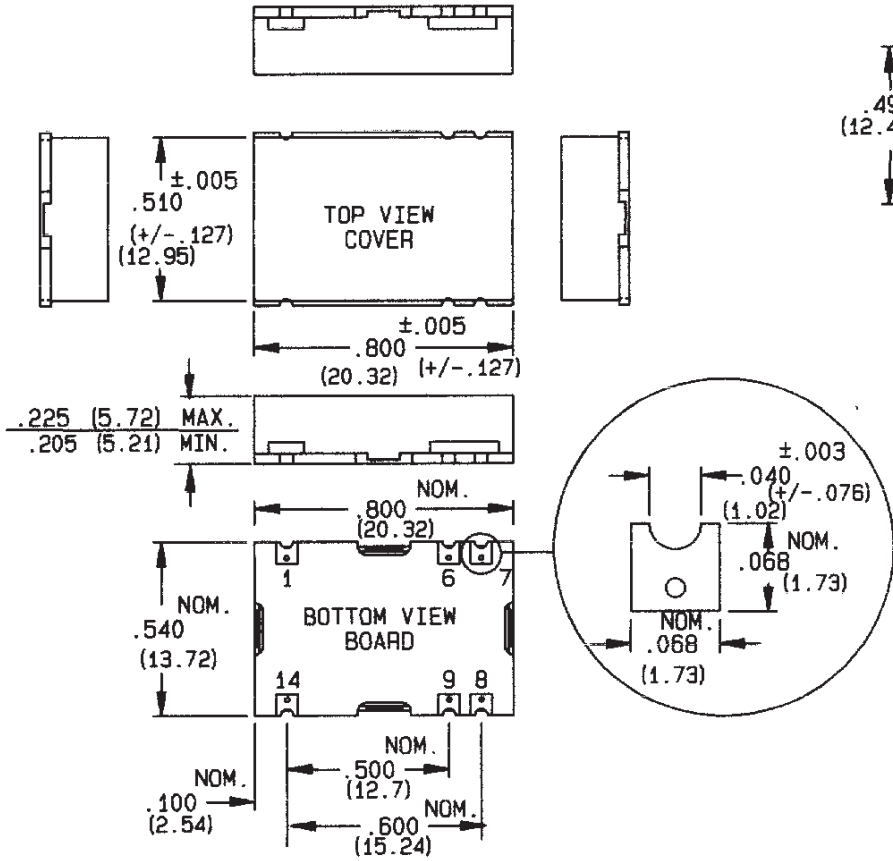 .49
(12.4
±.005
.510
(+/-.127)
(12.95)
TOP VIEW
COVER
±.005
.800
(20.32) (+/-.127)
.225 (5.72) MAX.
.205 (5.21) MIN.
NOM.
.800
(20.32)
1 6 7
NOM.
.540
(13.72)
BOTTOM VIEW
BOARD
14 9 8
NOM.
.500
(12.7)
NOM.
.100
(2.54)
NOM.
.600
(15.24)
±.003
.040
(+/-.076)
(1.02)
NOM.
.068
(1.73)
NOM.
.068
(1.73)